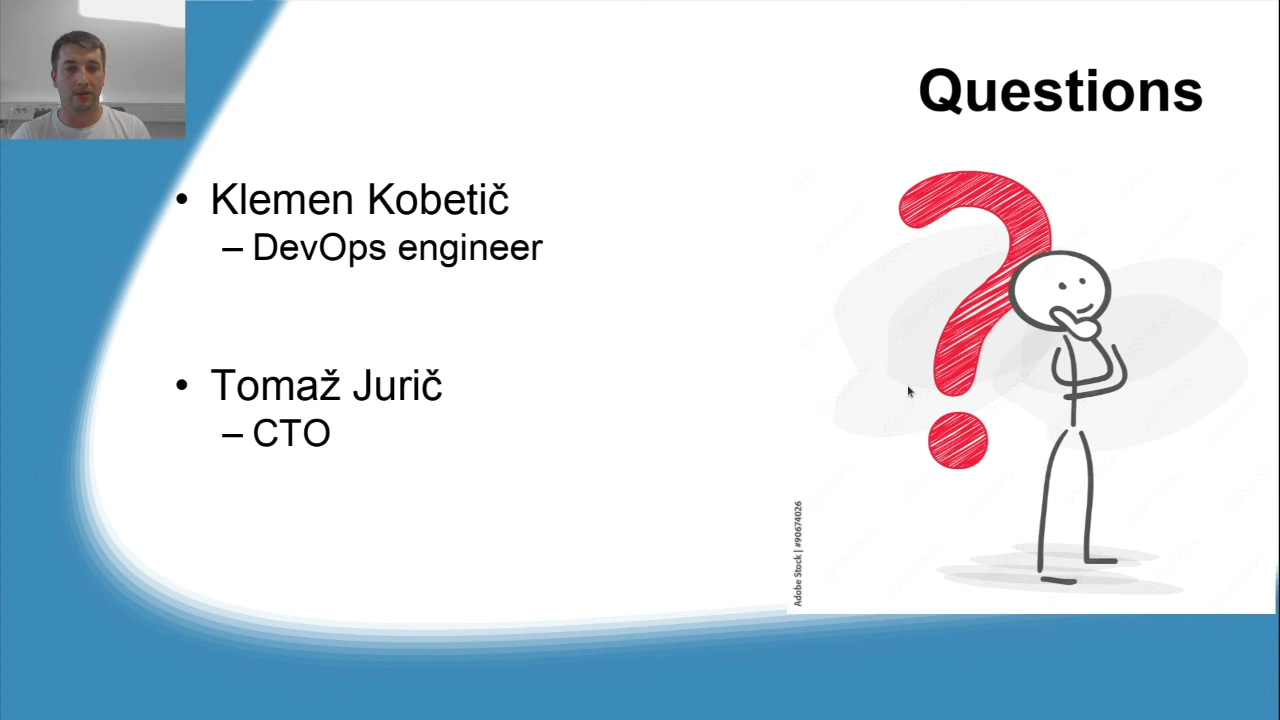 Questions
• Klemen Kobetič
– DevOps engineer
• Tomaž Jurič
– CTO
Adobe Stock | #90674026